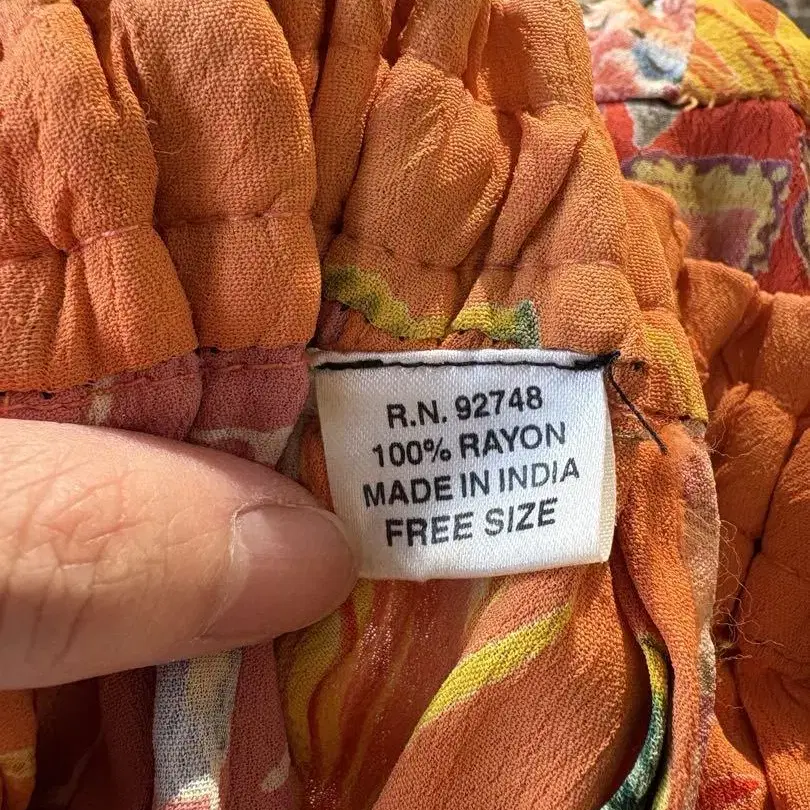 R.N. 92748
100% RAYON
MADE IN INDIA
FREE SIZE